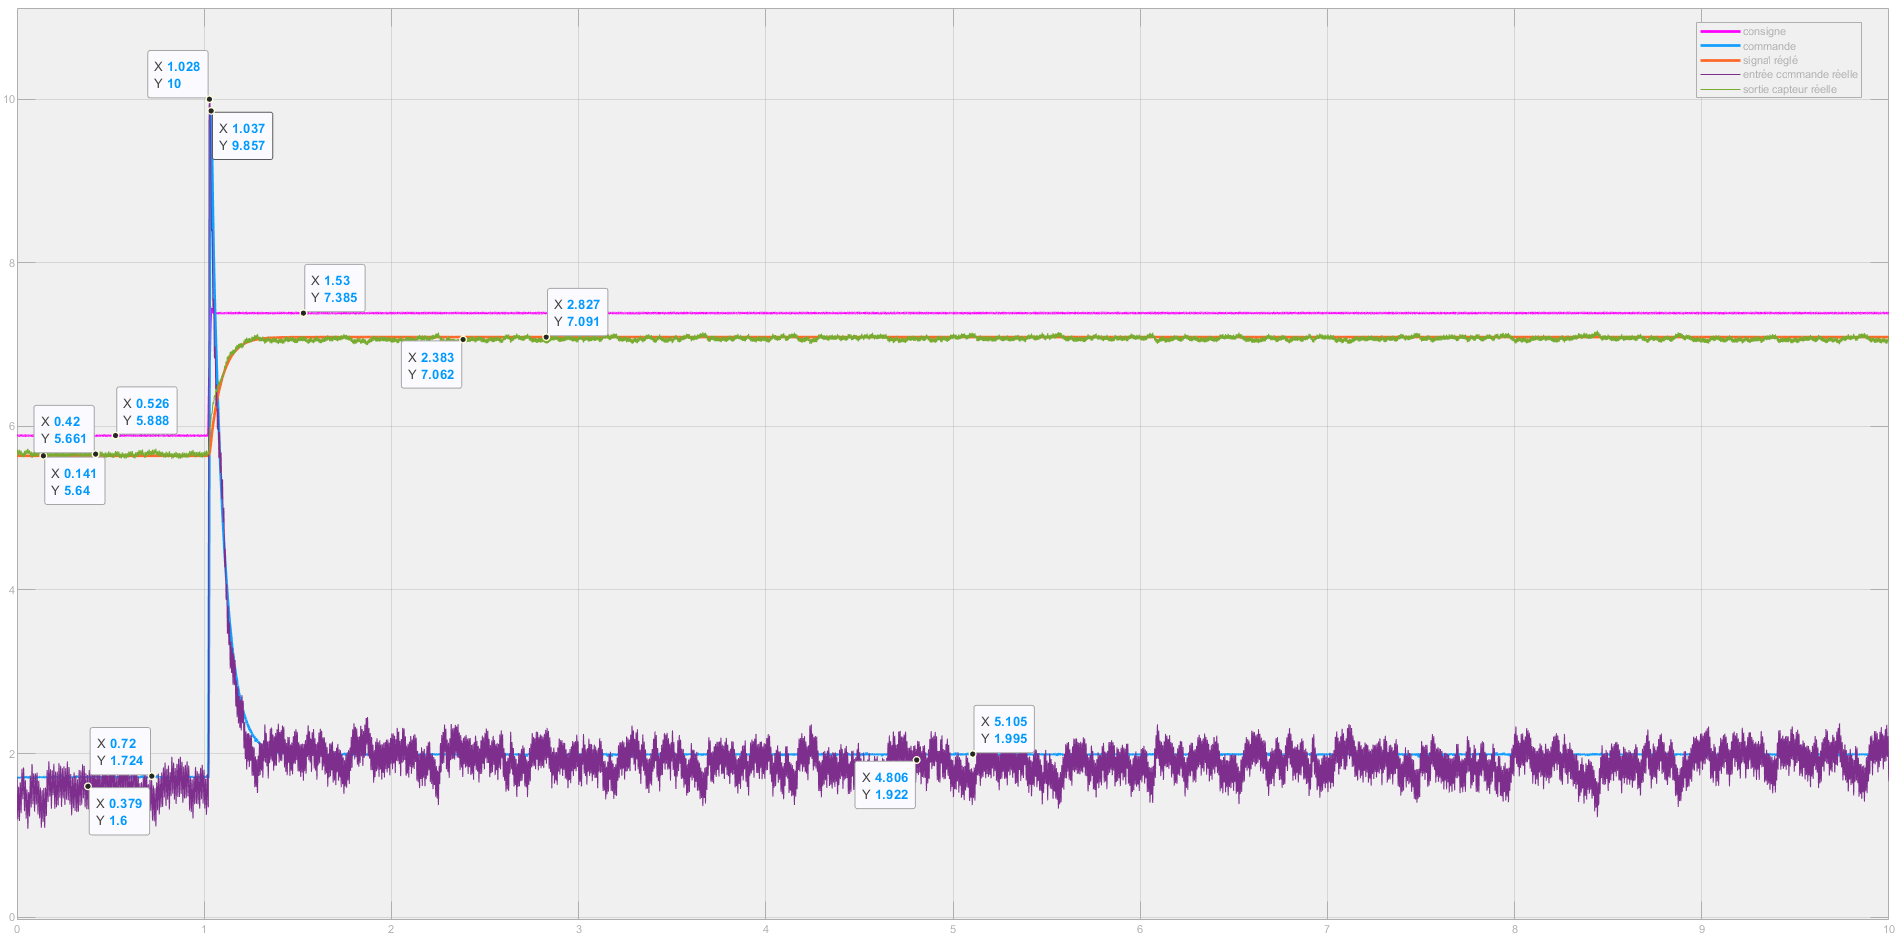 X 1.028
Y 10
X 1.037
Y 9.857
consigne
commande
signal réglé
entrée commande réelle
sortie capteur réelle
X 1.53
Y 7.385
X 2.827
Y 7.091
X 2.383
Y 7.062
X 0.526
Y 5.888
X 0.42
Y 5.661
X 0.141
Y 5.64
X 5.105
Y 1.995
X 0.72
Y 1.724
X 4.806
Y 1.922
X 0.379
Y 1.6
10
8
6
4
2
0
0 1 2 3 4 5 6 7 8 9 10